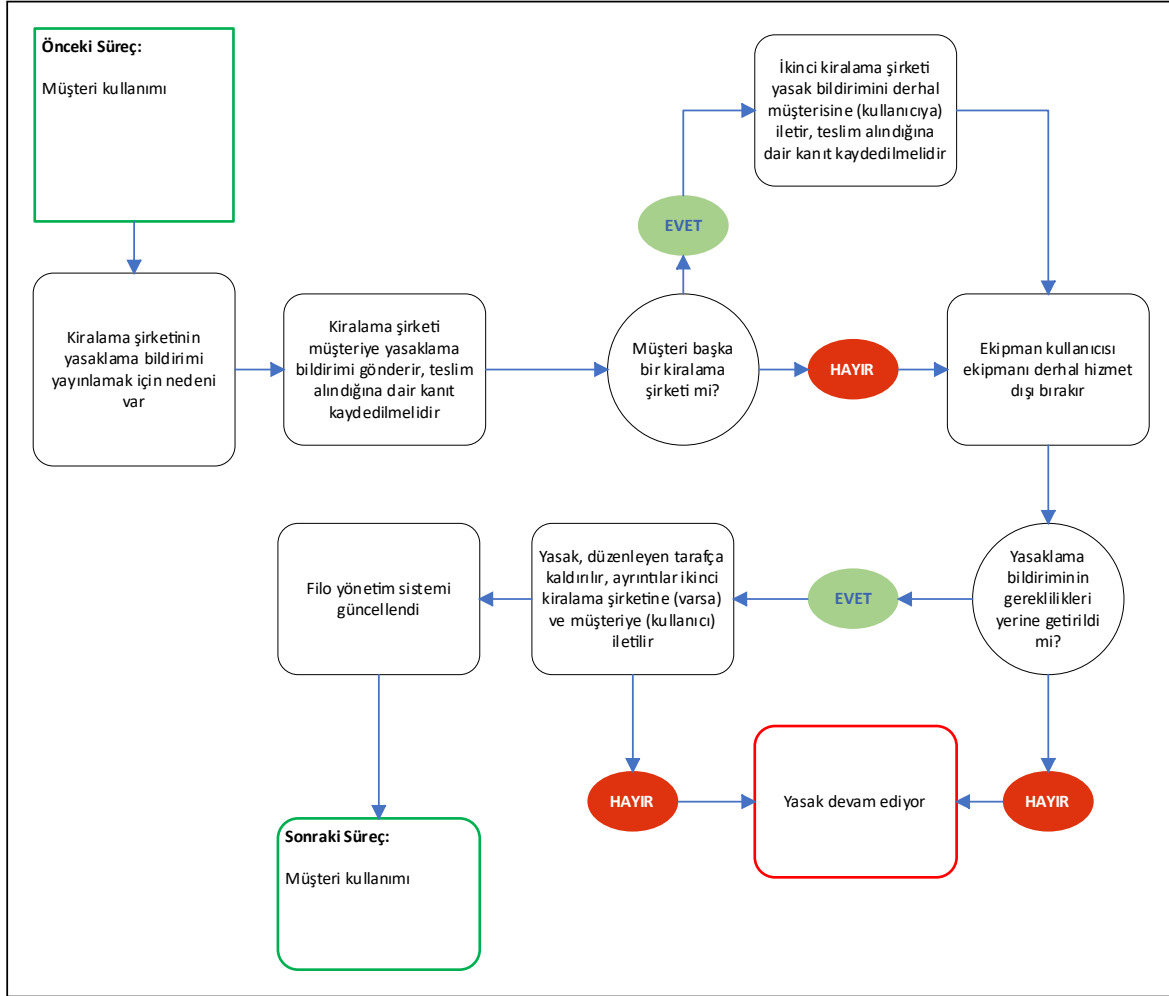 Önceki Süreç:
Müşteri kullanımı
Kiralama şirketinin
yasaklama bildirimi
yayınlamak için nedeni
var
Kiralama şirketi
müşteriye yasaklama
bildirimi gönderir, teslim
alındığına dair kanıt
kaydedilmelidir
Müşteri başka
bir kiralama
şirketi mi?
EVET
İkinci kiralama şirketi
yasak bildirimini derhal
müşterisine (kullanıcıya)
iletir, teslim alındığına
dair kanıt kaydedilmelidir
HAYIR
Ekipman kullanıcısı
ekipmanı derhal hizmet
dışı bırakır
Yasaklama
bildiriminin
gereklilikleri
yerine getirildi
mi?
EVET
Yasak, düzenleyen tarafça
kaldırılır, ayrıntılar ikinci
kiralama şirketine (varsa)
ve müşteriye (kullanıcı)
iletilir
Filo yönetim sistemi
güncellendi
HAYIR
Yasak devam ediyor
HAYIR
Sonraki Süreç:
Müşteri kullanımı